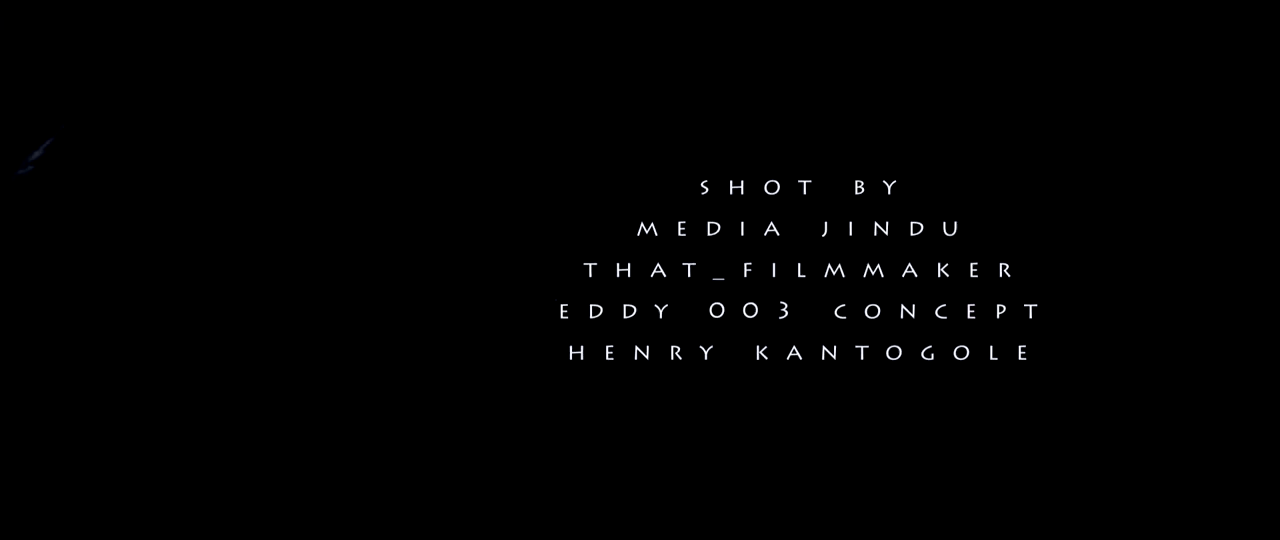 SHOT BY
MEDIA JINDU
THAT_FILMMAKER
EDDY 003 CONCEPT
HENRY KANTOGOLE